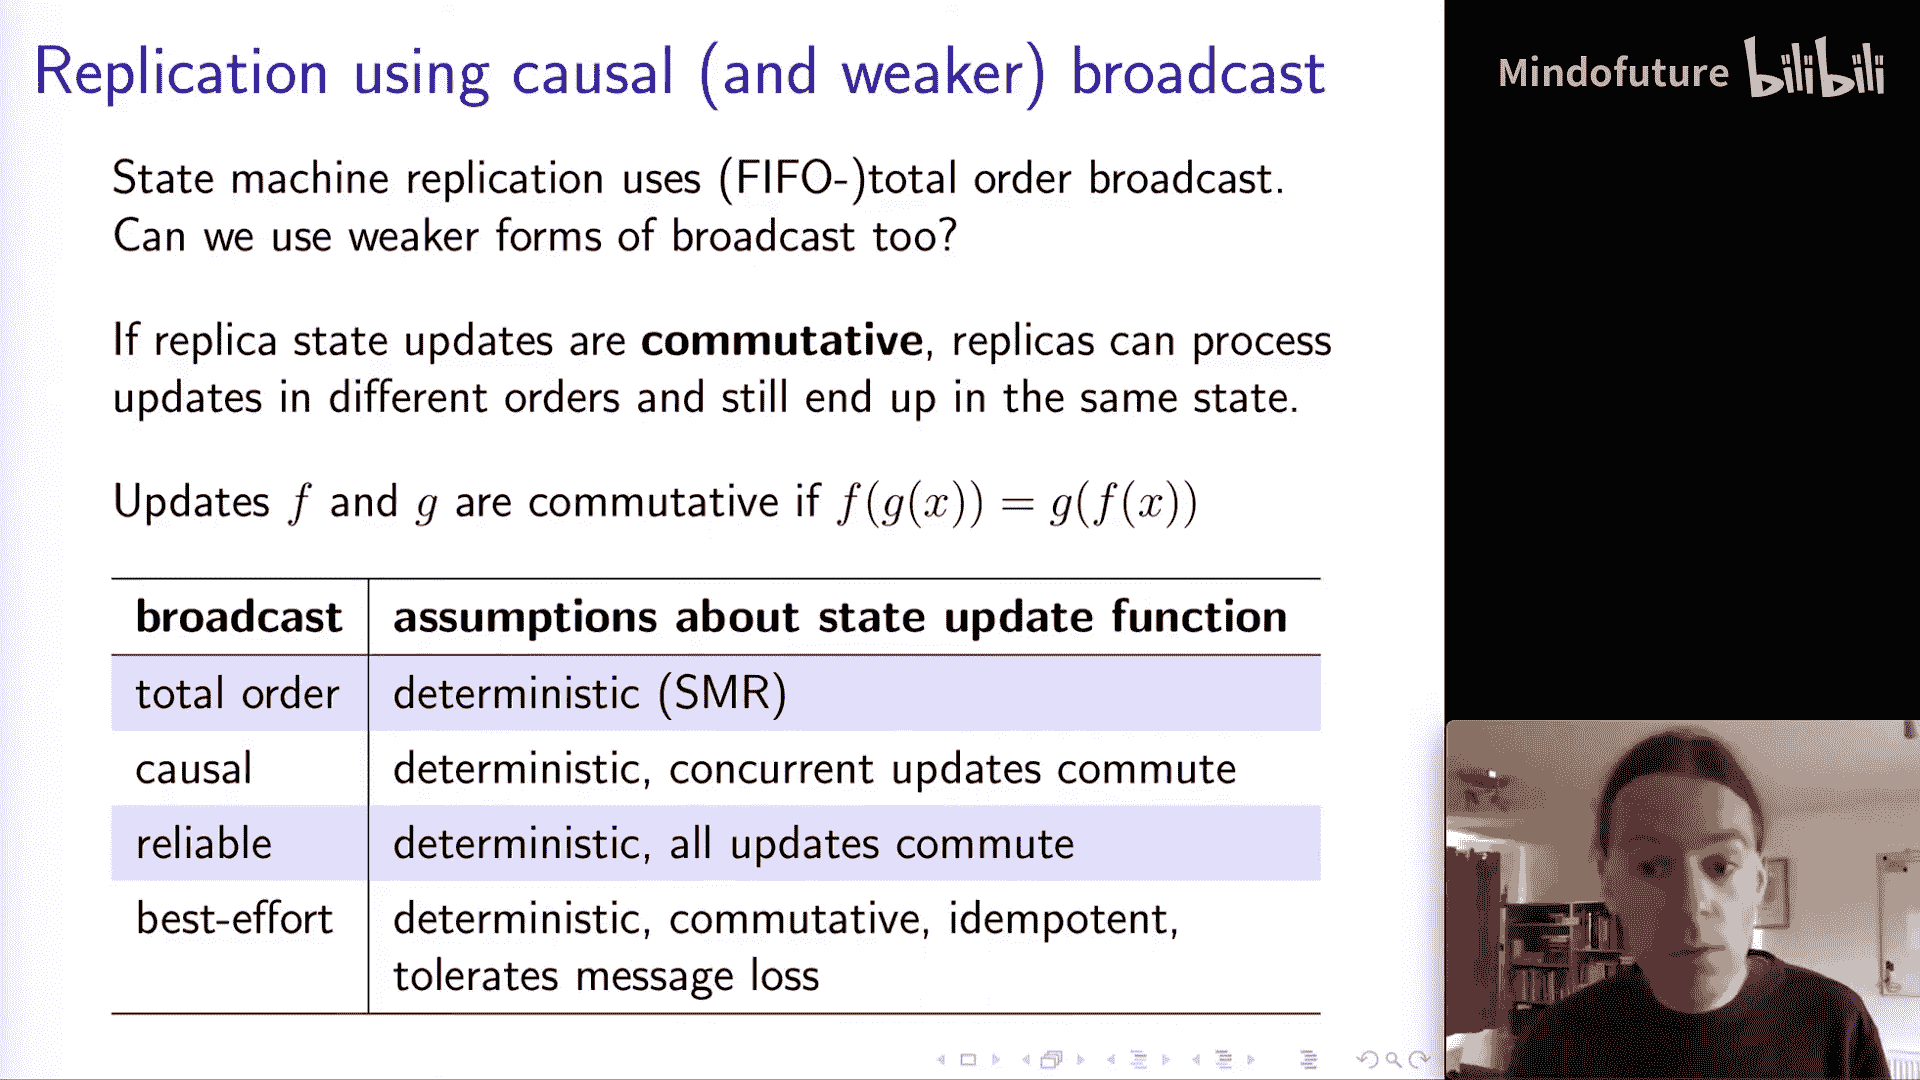 Replication using causal (and weaker) broadcast
Mindofuture bilibili
State machine replication uses (FIFO-)total order broadcast.
Can we use weaker forms of broadcast too?
If replica state updates are commutative, replicas can process
updates in different orders and still end up in the same state.
Updates f and g are commutative if f(g(x)) = g(f(x))
broadcast assumptions about state update function
total order deterministic (SMR)
causal deterministic, concurrent updates commute
reliable deterministic, all updates commute
best-effort deterministic, commutative, idempotent,
tolerates message loss